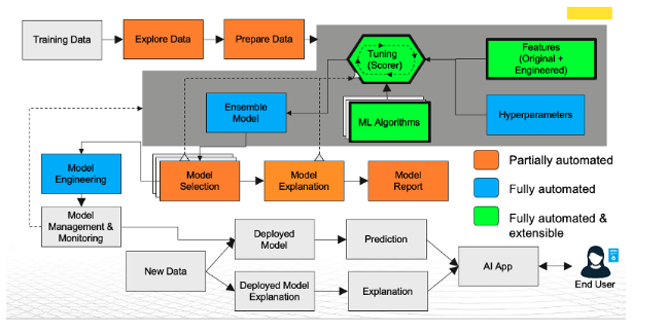 Training Data
Explore Data
Prepare Data
Tuning
(Scorer)
Features
(Original +
Engineered)
Ensemble
Model
ML Algorithms
Hyperparameters
Model
Engineering
Model
Selection
Model
Explanation
Model
Report
Partially automated
Fully automated
Fully automated &
extensible
Model
Management &
Monitoring
Deployed
Model
Prediction
New Data
AI App
Deployed Model
Explanation
Explanation
End User